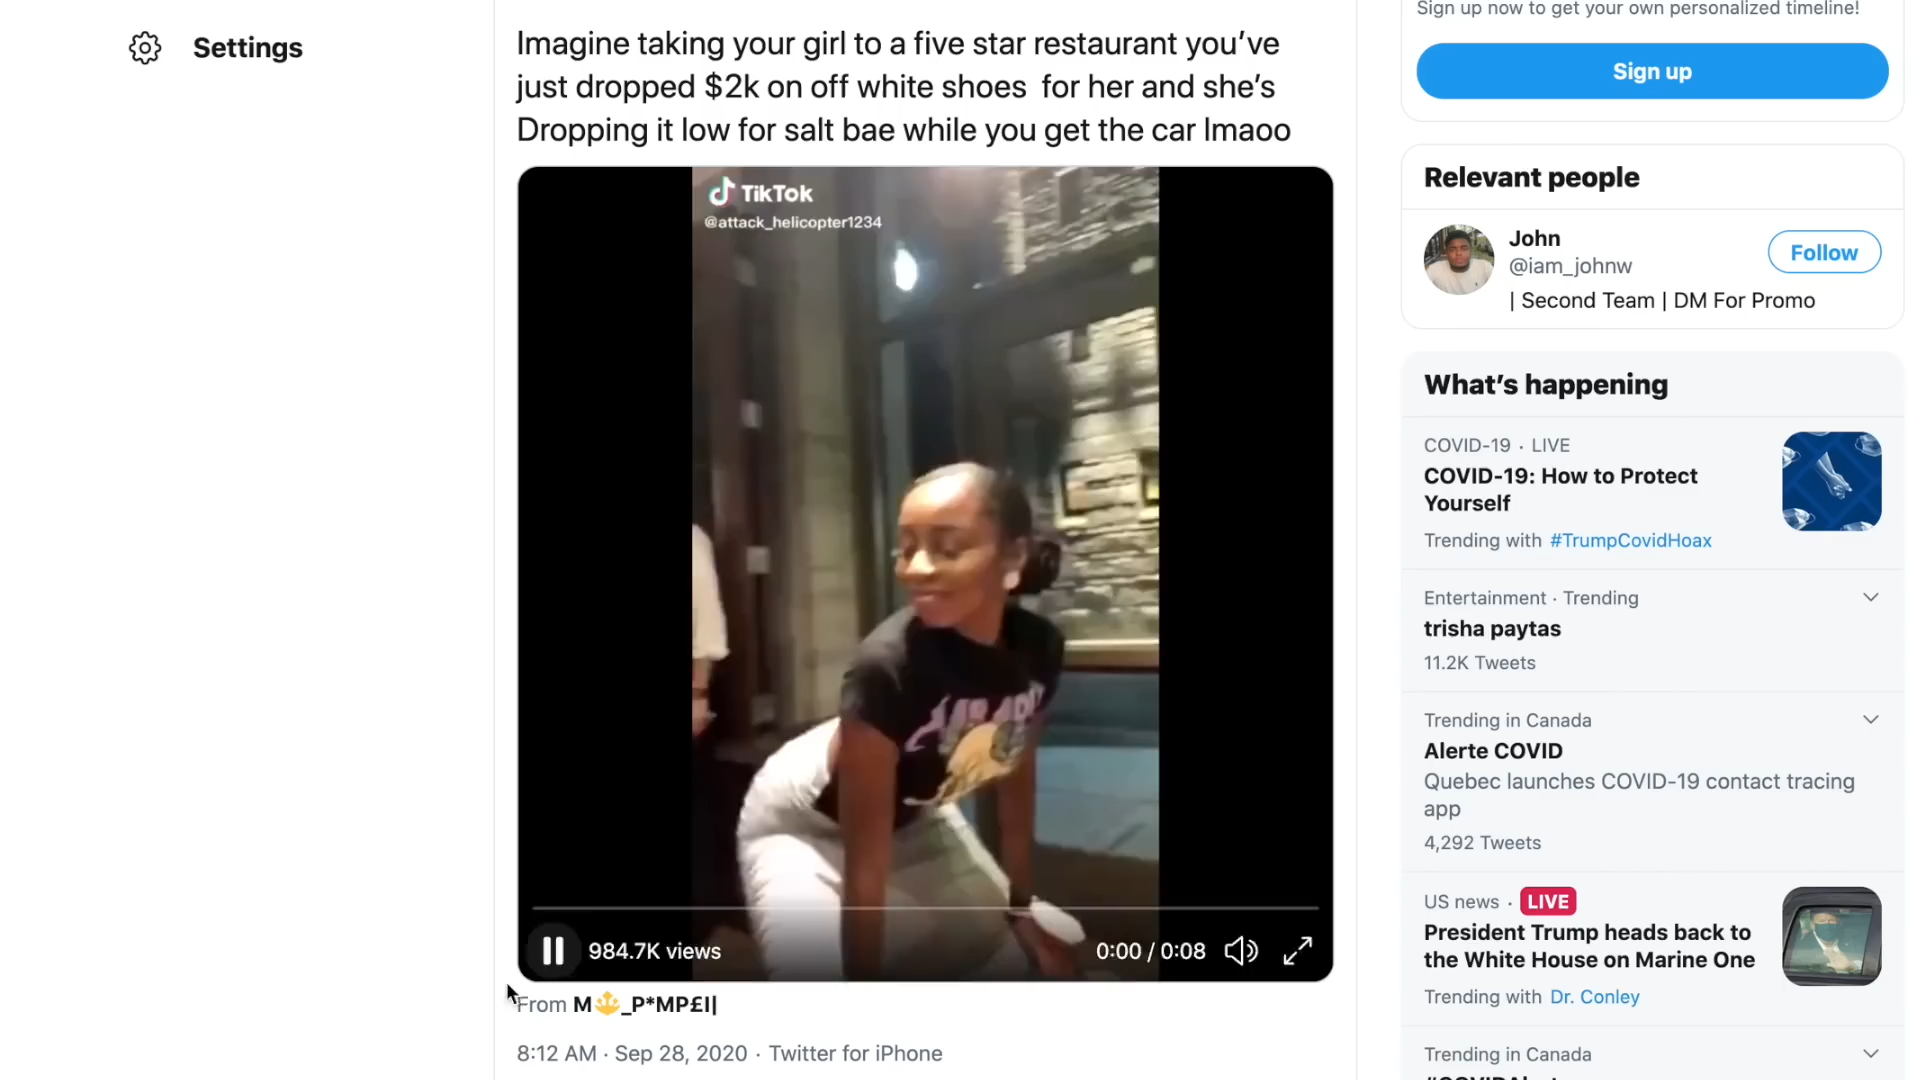 Settings
Imagine taking your girl to a five star restaurant you've
just dropped $2k on off white shoes for her and she's
Dropping it low for salt bae while you get the car lmaoo
TikTok
@attack_helicopter1234
984.7K views
0:00 / 0:08
From M🔱_P*MP£I|
8:12 AM · Sep 28, 2020 · Twitter for iPhone
Sign up now to get your own personalized timeline!
Sign up
Relevant people
John
@iam_johnw
Follow
| Second Team | DM For Promo
What's happening
COVID-19 · LIVE
COVID-19: How to Protect
Yourself
Trending with #TrumpCovidHoax
Entertainment · Trending
trisha paytas
11.2K Tweets
Trending in Canada
Alerte COVID
Quebec launches COVID-19 contact tracing
app
4,292 Tweets
US news · LIVE
President Trump heads back to
the White House on Marine One
Trending with Dr. Conley
Trending in Canada